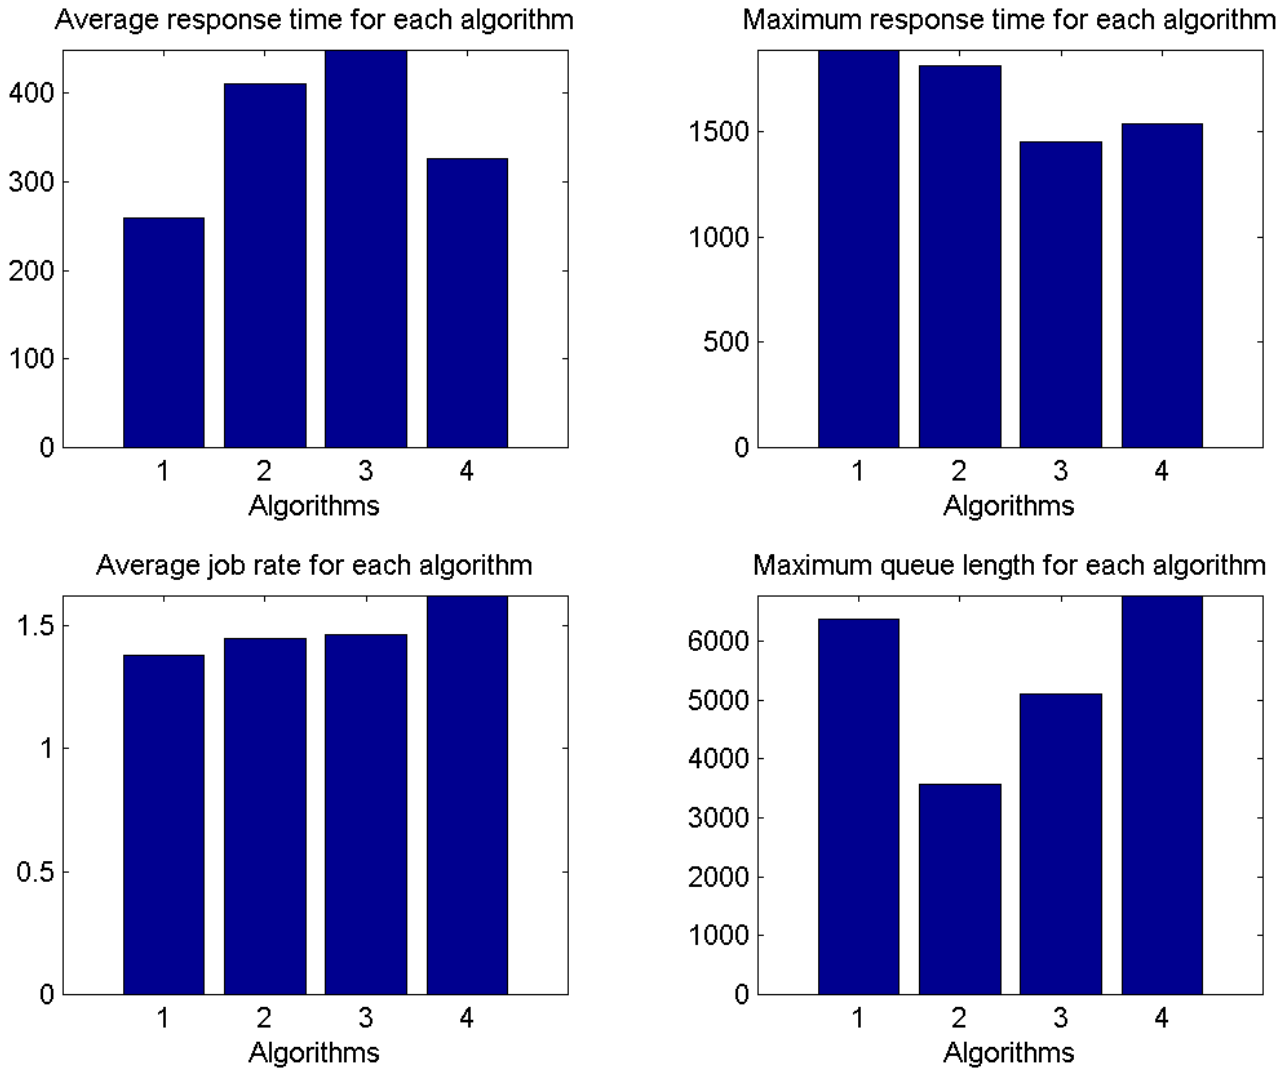 Average response time for each algorithm
400
300
200
100
0
1 2 3 4
Algorithms
Maximum response time for each algorithm
1500
1000
500
0
1 2 3 4
Algorithms
Average job rate for each algorithm
1.5
1
0.5
0
1 2 3 4
Algorithms
Maximum queue length for each algorithm
6000
5000
4000
3000
2000
1000
0
1 2 3 4
Algorithms